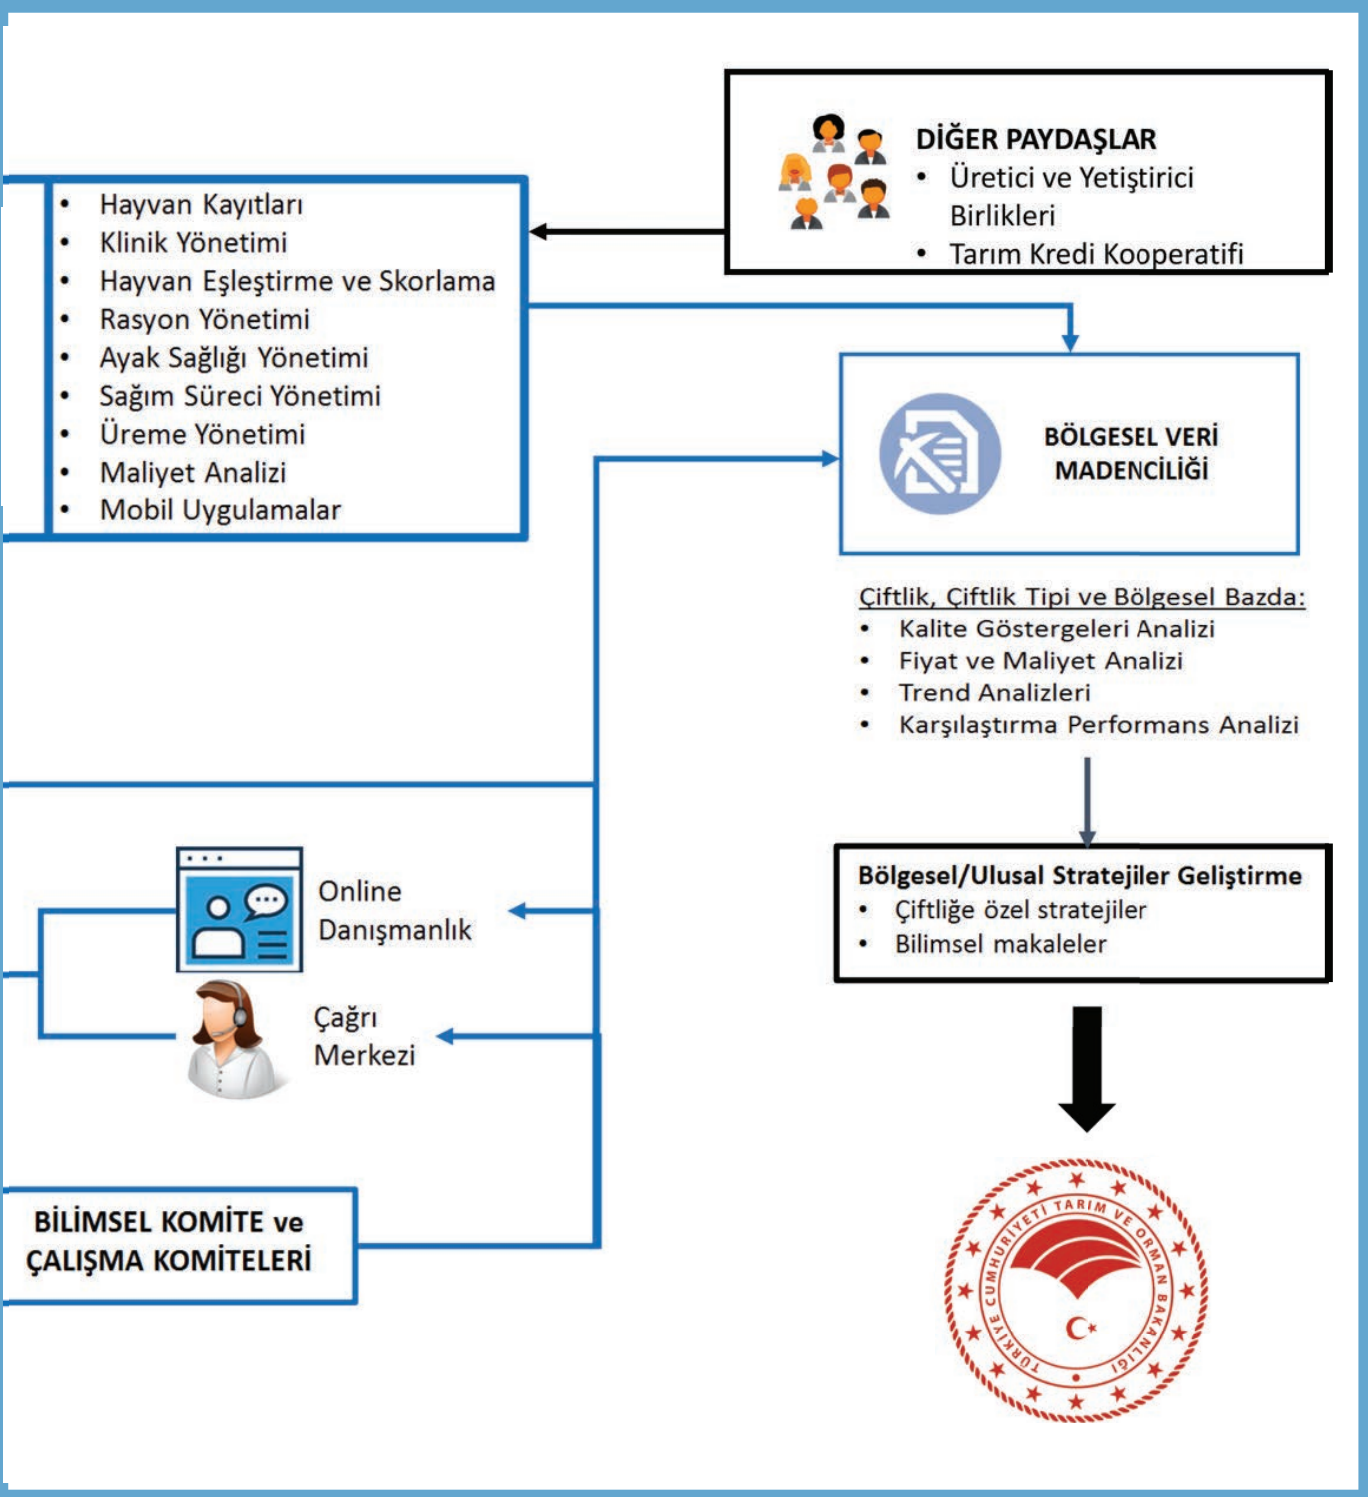 DİĞER PAYDAŞLAR
• Üretici ve Yetiştirici
Birlikleri
• Tarım Kredi Kooperatifi
• Hayvan Kayıtları
• Klinik Yönetimi
• Hayvan Eşleştirme ve Skorlama
• Rasyon Yönetimi
• Ayak Sağlığı Yönetimi
• Sağım Süreci Yönetimi
• Üreme Yönetimi
• Maliyet Analizi
• Mobil Uygulamalar
BÖLGESEL VERİ
MADENCİLİĞİ
Çiftlik, Çiftlik Tipi ve Bölgesel Bazda:
• Kalite Göstergeleri Analizi
• Fiyat ve Maliyet Analizi
• Trend Analizleri
• Karşılaştırma Performans Analizi
Online
Danışmanlık
Çağrı
Merkezi
Bölgesel/Ulusal Stratejiler Geliştirme
• Çiftliğe özel stratejiler
• Bilimsel makaleler
BİLİMSEL KOMİTE ve
ÇALIŞMA KOMİTELERİ
TÜRKİYE CUMHURİYETİ TARIM VE ORMAN BAKANLIĞI